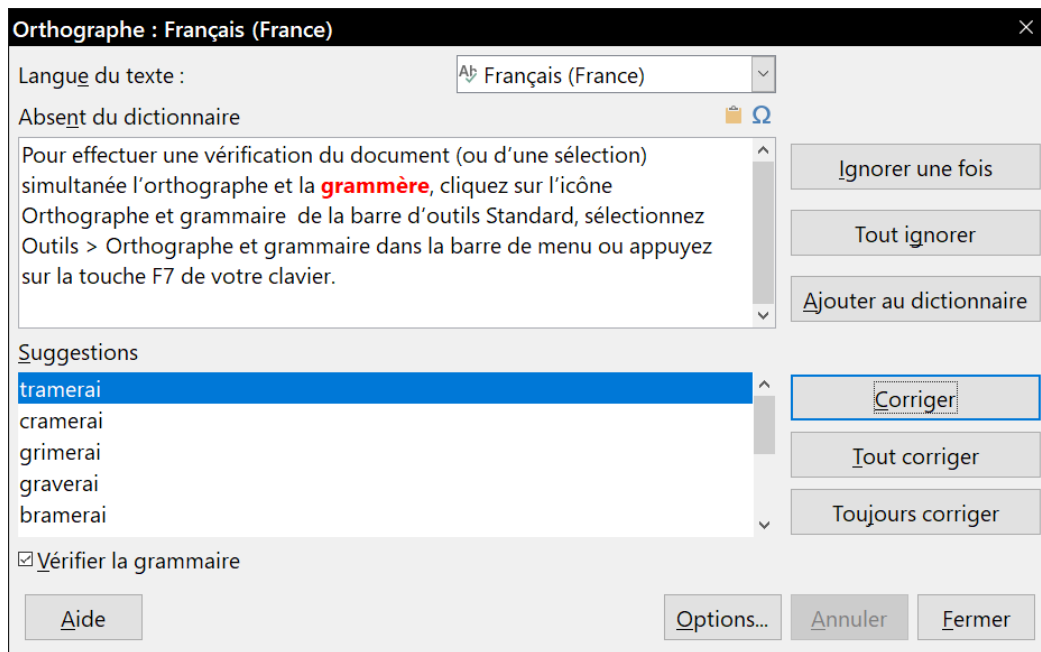 Orthographe : Français (France)
Langue du texte :
Français (France)
Absent du dictionnaire
Pour effectuer une vérification du document (ou d’une sélection)
simultanée l’orthographe et la grammère, cliquez sur l’icône
Orthographe et grammaire  de la barre d’outils Standard, sélectionnez
Outils > Orthographe et grammaire dans la barre de menu ou appuyez
sur la touche F7 de votre clavier.
Ignorer une fois
Tout ignorer
Ajouter au dictionnaire
Suggestions
tramerai
cramerai
grimerai
graverai
bramerai
Corriger
Tout corriger
Toujours corriger
Vérifier la grammaire
Aide
Options...
Annuler
Fermer